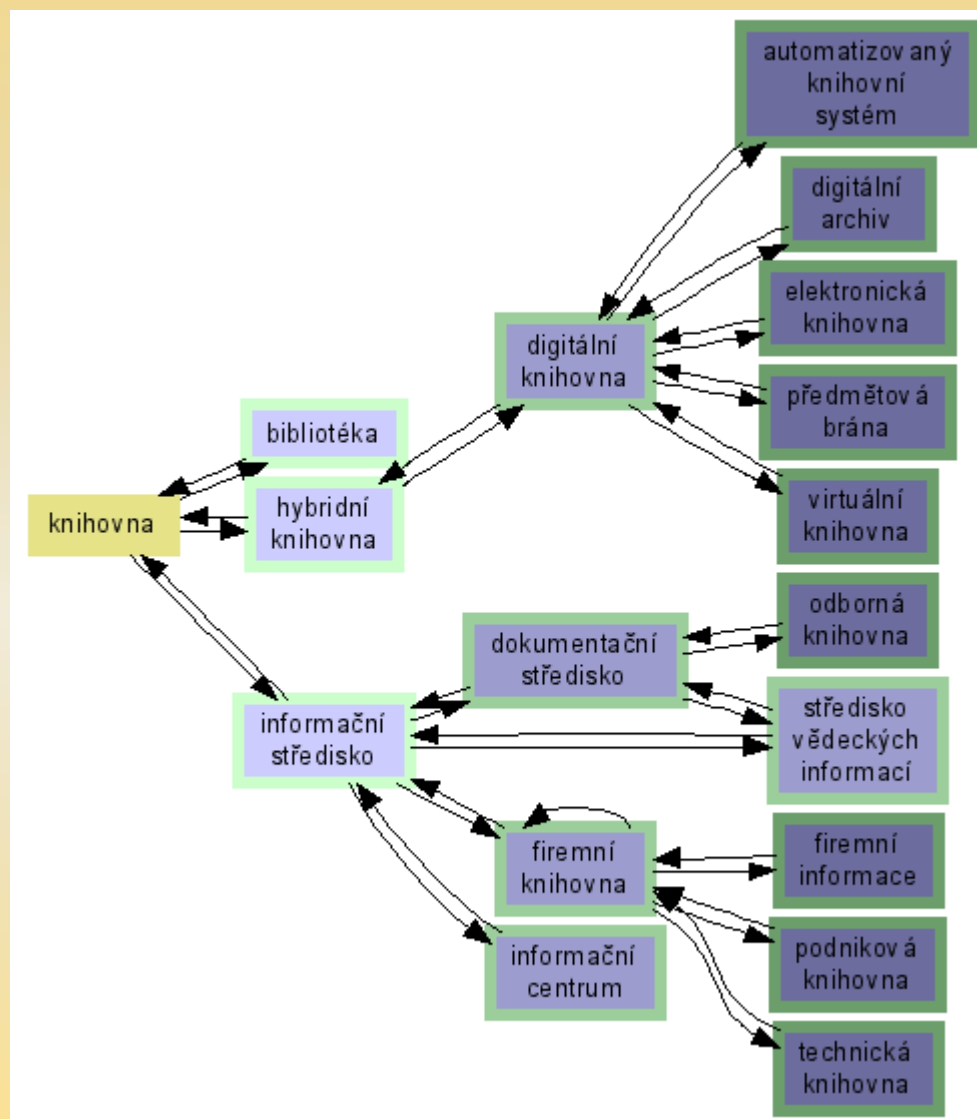 automatizovaný
knihovní
systém
digitální
archiv
elektronická
knihovna
digitální
knihovna
předmětová
brána
bibliotéka
hybridní
knihovna
knihovna
virtuální
knihovna
odborná
knihovna
dokumentační
středisko
středisko
vědeckých
informací
informační
středisko
firemní
knihovna
firemní
informace
informační
centrum
podniková
knihovna
technická
knihovna